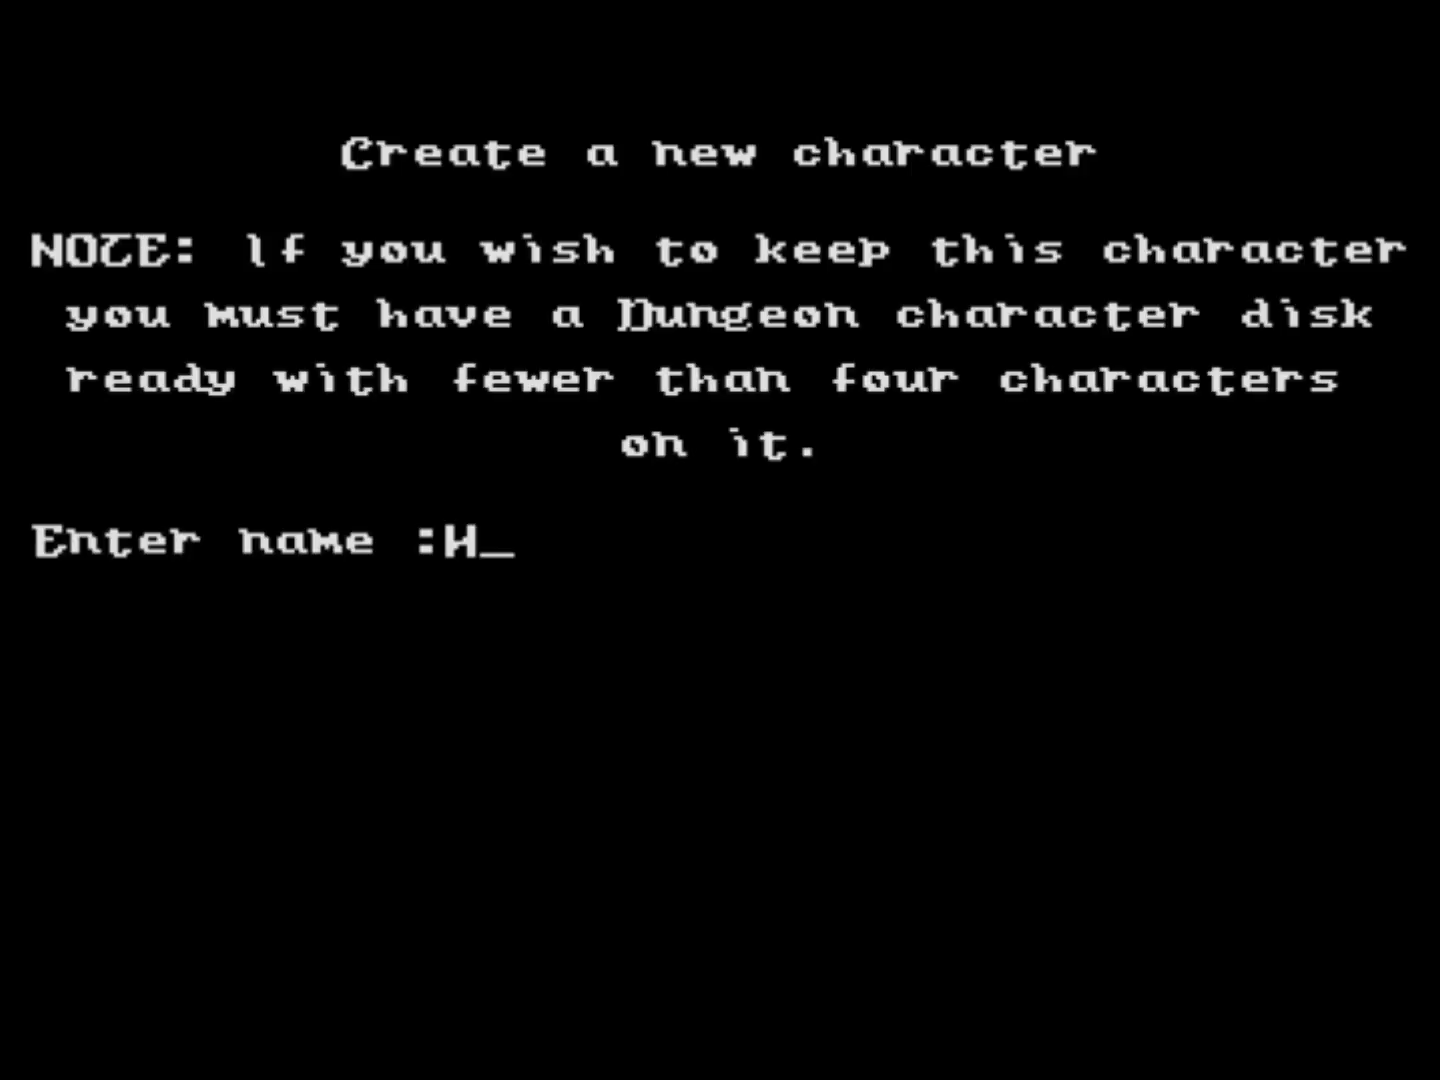 Create a new character
NOTE: If you wish to keep this character
you must have a Dungeon character disk
ready with fewer than four characters
on it.
Enter name :H_